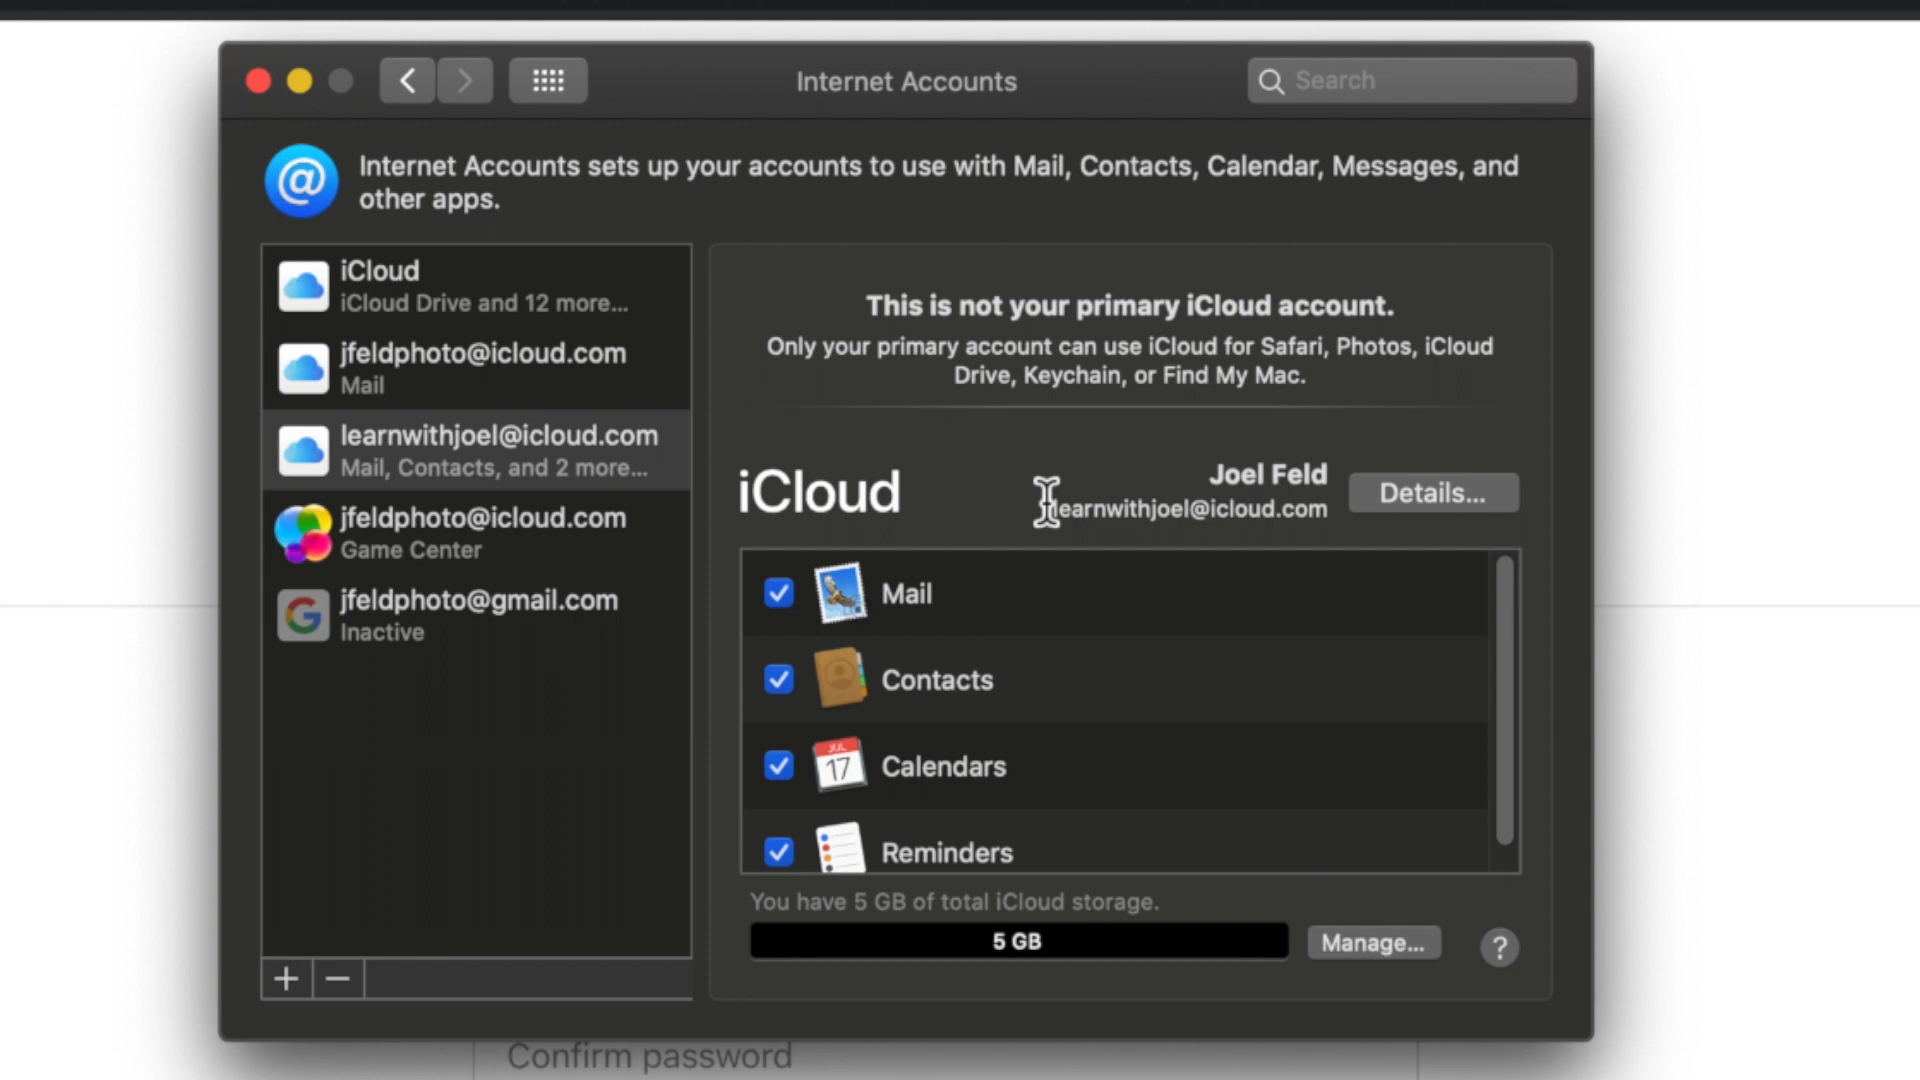 Internet Accounts
Search
Internet Accounts sets up your accounts to use with Mail, Contacts, Calendar, Messages, and
other apps.
iCloud
iCloud Drive and 12 more...
jfeldphoto@icloud.com
Mail
learnwithjoel@icloud.com
Mail, Contacts, and 2 more...
jfeldphoto@icloud.com
Game Center
jfeldphoto@gmail.com
Inactive
This is not your primary iCloud account.
Only your primary account can use iCloud for Safari, Photos, iCloud
Drive, Keychain, or Find My Mac.
iCloud
Joel Feld
learnwithjoel@icloud.com
Details...
Mail
Contacts
JUL
17
Calendars
Reminders
You have 5 GB of total iCloud storage.
5 GB
Manage...
?
Confirm password